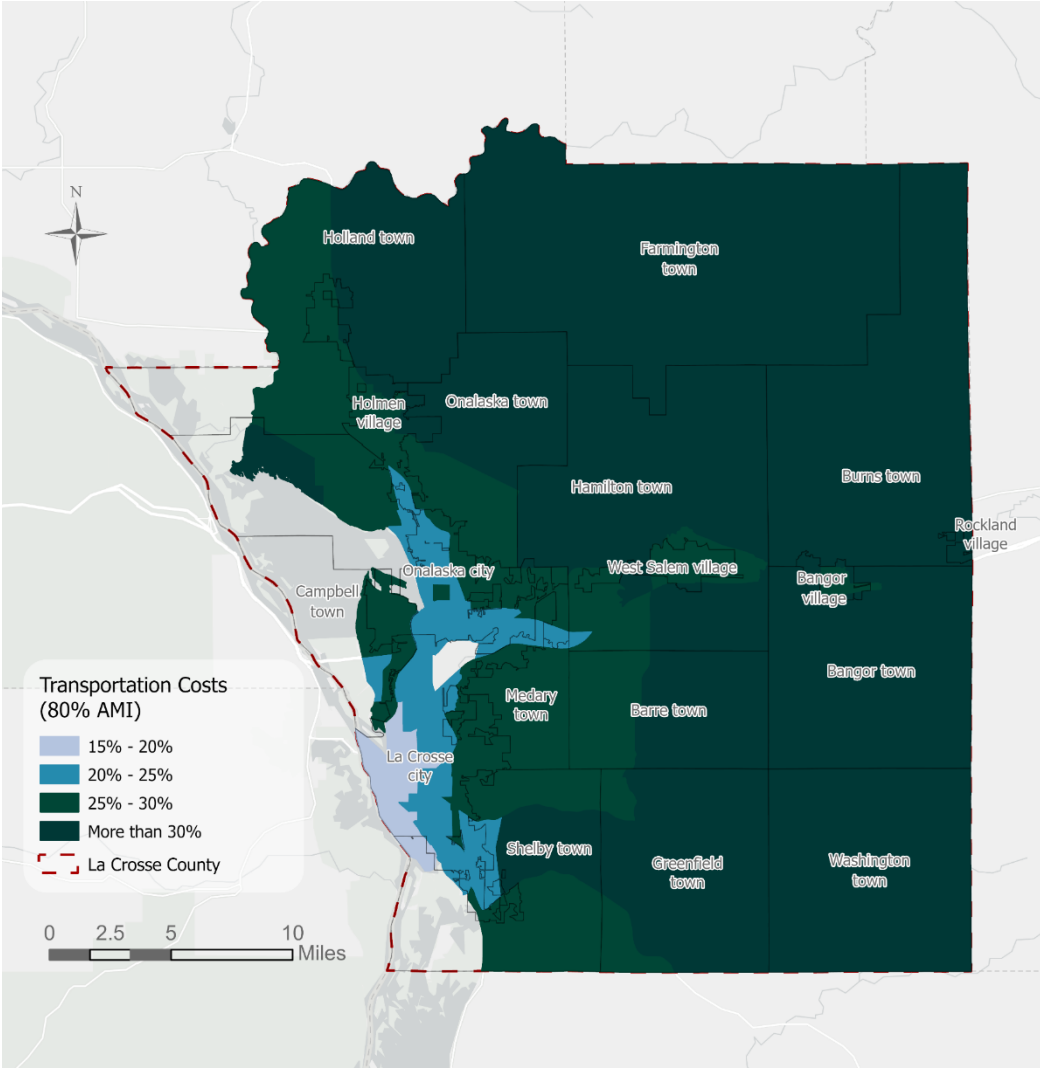 N
Holland town
Farmington
town
Holmen
village
Onalaska town
Hamilton town
Burns town
Rockland
village
Onalaska city
West Salem village
Bangor
village
Campbell
town
Bangor town
Medary
town
Barre town
La Crosse
city
Shelby town
Greenfield
town
Washington
town
Transportation Costs
(80% AMI)
15% - 20%
20% - 25%
25% - 30%
More than 30%
La Crosse County
0 2.5 5 10
Miles